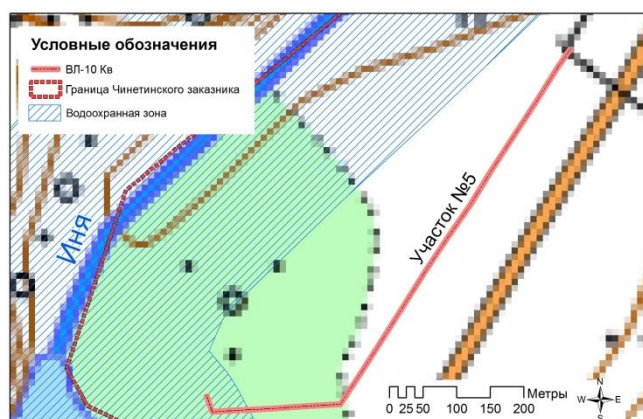 Условные обозначения
ВЛ-10 Кв
Граница Чинетинского заказника
Водоохранная зона
Иня
Участок №5
Метры
0 25 50 100 150 200
N
W E
S